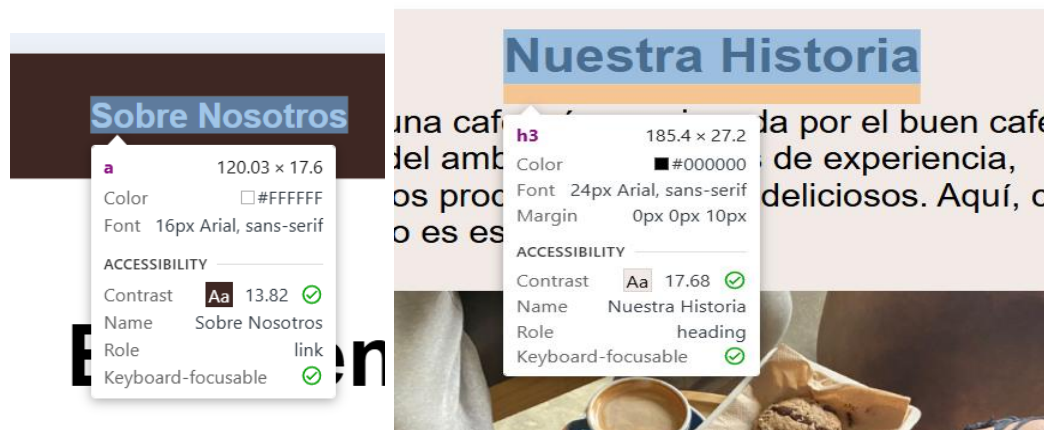 Sobre Nosotros
a 120.03 × 17.6
Color #FFFFFF
Font 16px Arial, sans-serif
ACCESSIBILITY
Contrast Aa 13.82
Name Sobre Nosotros
Role link
Keyboard-focusable
Nuestra Historia
una caf da por el buen café
del amb de experiencia,
os prod deliciosos. Aquí, c
o es es
h3 185.4 × 27.2
Color #000000
Font 24px Arial, sans-serif
Margin 0px 0px 10px
ACCESSIBILITY
Contrast Aa 17.68
Name Nuestra Historia
Role heading
Keyboard-focusable